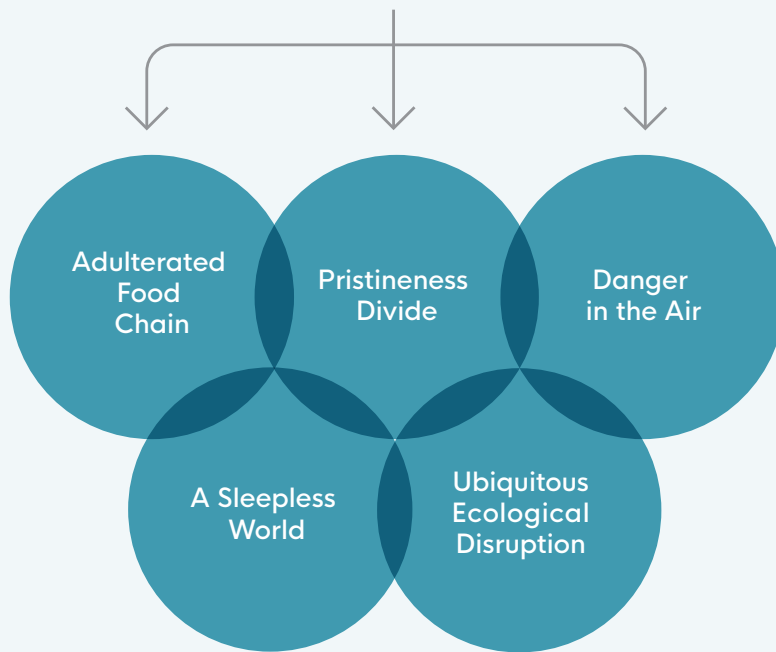 Adulterated
Food
Chain
Pristineness
Divide
Danger
in the Air
A Sleepless
World
Ubiquitous
Ecological
Disruption